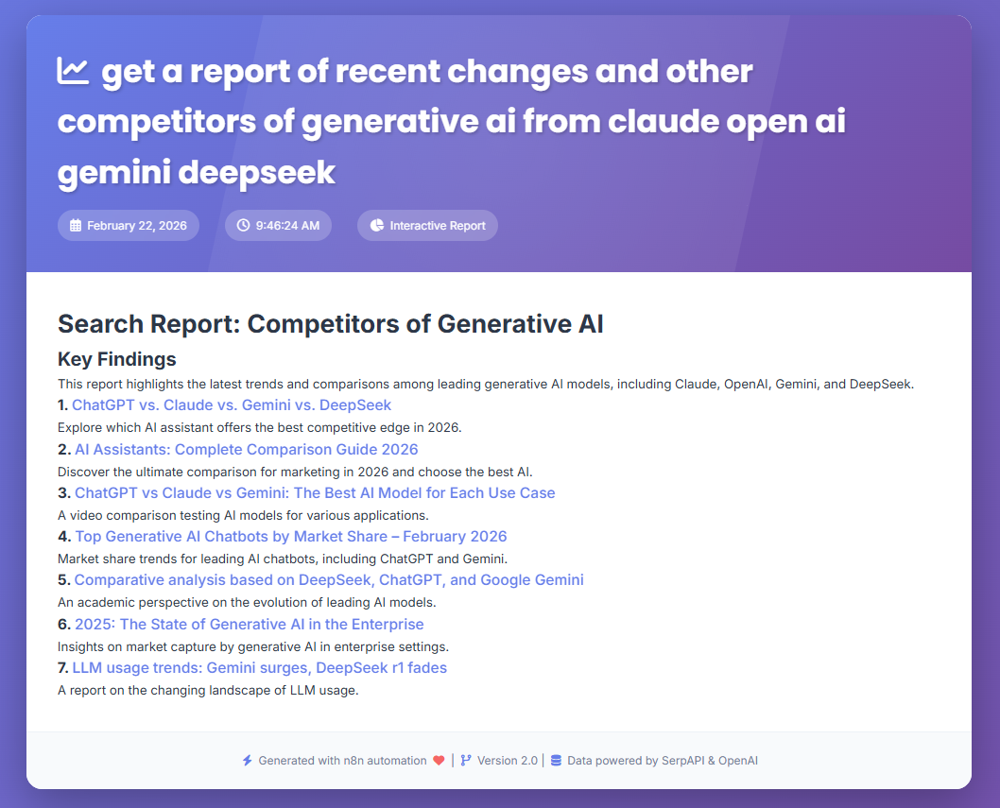 get a report of recent changes and other
competitors of generative ai from claude open ai
gemini deepseek
February 22, 2026
9:46:24 AM
Interactive Report
Search Report: Competitors of Generative AI
Key Findings
This report highlights the latest trends and comparisons among leading generative AI models, including Claude, OpenAI, Gemini, and DeepSeek.
1. ChatGPT vs. Claude vs. Gemini vs. DeepSeek
Explore which AI assistant offers the best competitive edge in 2026.
2. AI Assistants: Complete Comparison Guide 2026
Discover the ultimate comparison for marketing in 2026 and choose the best AI.
3. ChatGPT vs Claude vs Gemini: The Best AI Model for Each Use Case
A video comparison testing AI models for various applications.
4. Top Generative AI Chatbots by Market Share – February 2026
Market share trends for leading AI chatbots, including ChatGPT and Gemini.
5. Comparative analysis based on DeepSeek, ChatGPT, and Google Gemini
An academic perspective on the evolution of leading AI models.
6. 2025: The State of Generative AI in the Enterprise
Insights on market capture by generative AI in enterprise settings.
7. LLM usage trends: Gemini surges, DeepSeek r1 fades
A report on the changing landscape of LLM usage.
Generated with n8n automation | Version 2.0 | Data powered by SerpAPI & OpenAI